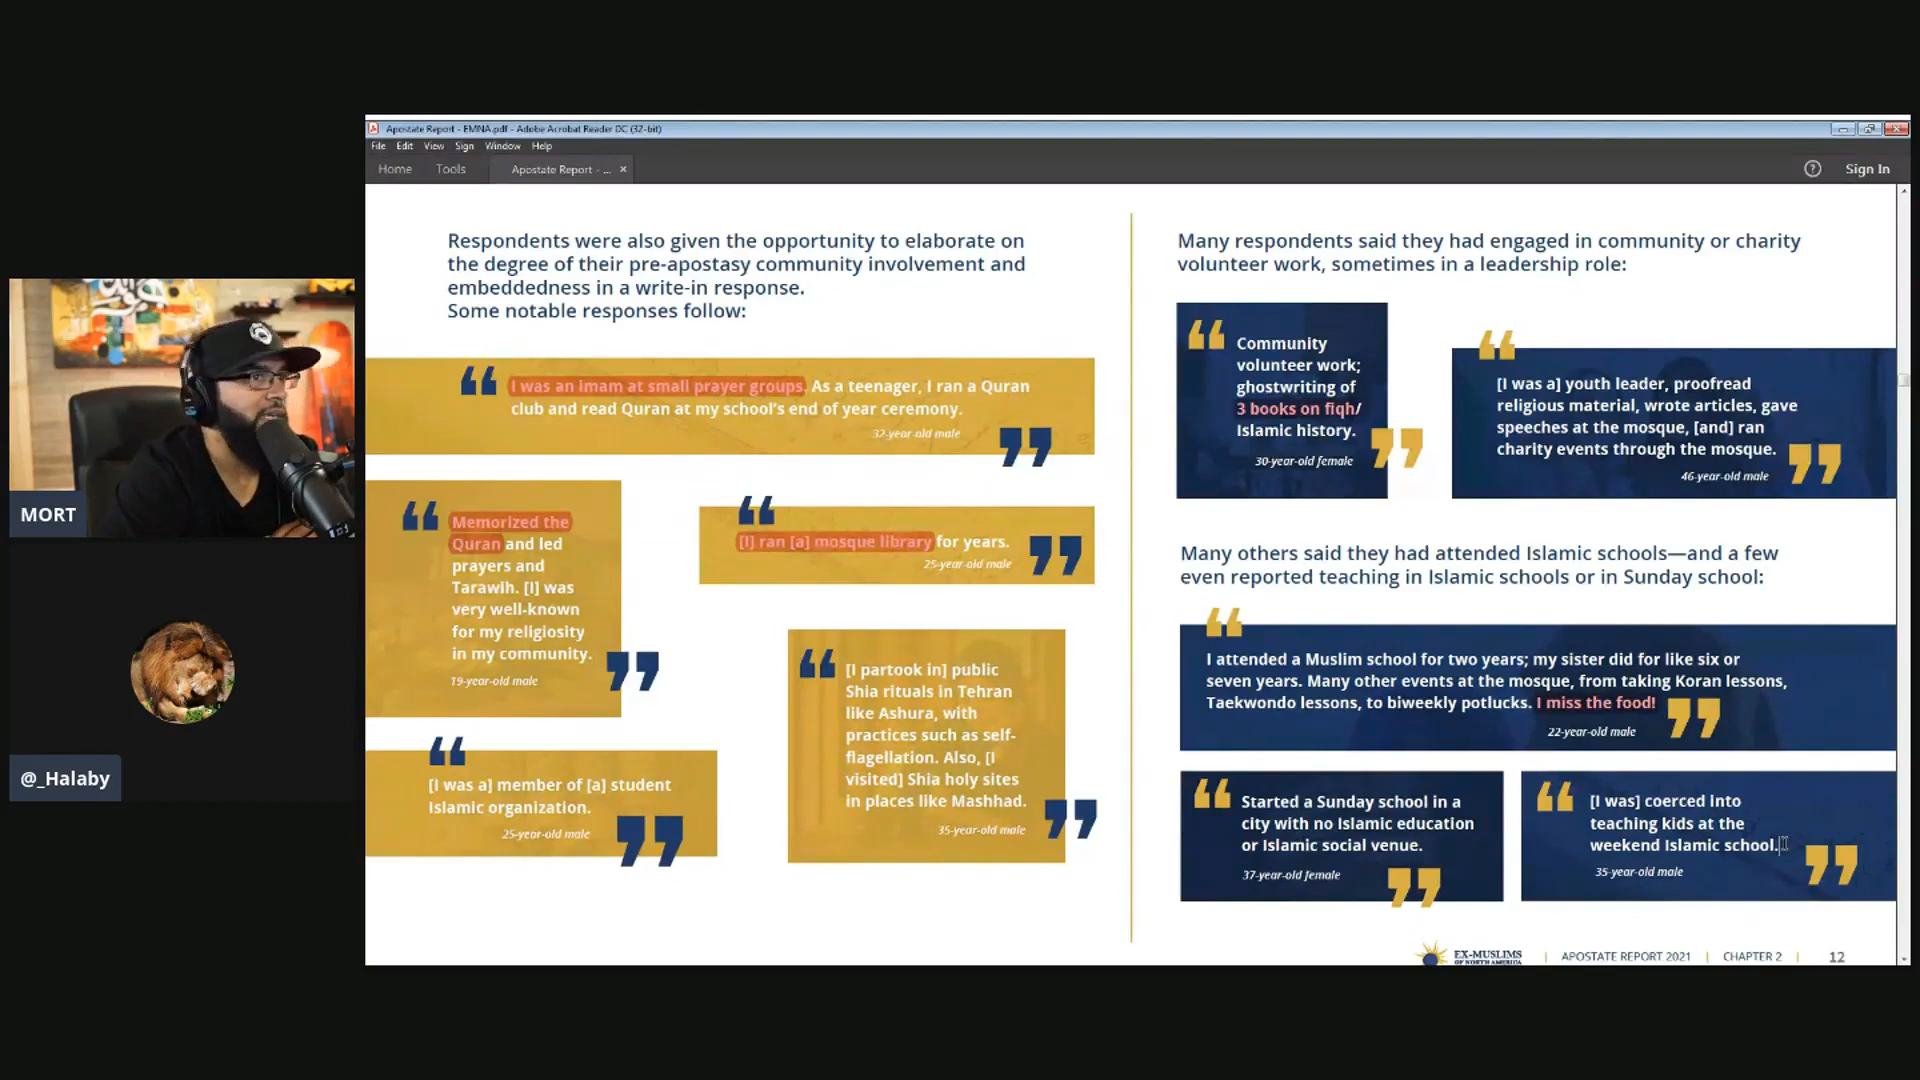 Apostate Report - EMNA.pdf - Adobe Acrobat Reader DC (32-bit)
File Edit View Sign Window Help
Home Tools Apostate Report - ... × ? Sign In
Respondents were also given the opportunity to elaborate on
the degree of their pre-apostasy community involvement and
embeddedness in a write-in response.
Some notable responses follow:
“ I was an imam at small prayer groups. As a teenager, I ran a Quran
club and read Quran at my school’s end of year ceremony.
32-year-old male ”
“ Memorized the
Quran and led
prayers and
Tarawih. [I] was
very well-known
for my religiosity
in my community. ”
19-year-old male
“ [I] ran [a] mosque library for years. ”
25-year-old male
“ [I was a] member of [a] student
Islamic organization.
25-year-old male ”
“ [I partook in] public
Shia rituals in Tehran
like Ashura, with
practices such as self-
flagellation. Also, [I
visited] Shia holy sites
in places like Mashhad.
35-year-old male ”
Many respondents said they had engaged in community or charity
volunteer work, sometimes in a leadership role:
“ Community
volunteer work;
ghostwriting of
3 books on fiqh/
Islamic history. ”
30-year-old female
“ [I was a] youth leader, proofread
religious material, wrote articles, gave
speeches at the mosque, [and] ran
charity events through the mosque. ”
46-year-old male
Many others said they had attended Islamic schools—and a few
even reported teaching in Islamic schools or in Sunday school:
“ I attended a Muslim school for two years; my sister did for like six or
seven years. Many other events at the mosque, from taking Koran lessons,
Taekwondo lessons, to biweekly potlucks. I miss the food! ”
22-year-old male
“ Started a Sunday school in a
city with no Islamic education
or Islamic social venue.
37-year-old female ”
“ [I was] coerced into
teaching kids at the
weekend Islamic school. ”
35-year-old male
EX-MUSLIMS
OF NORTH AMERICA
| APOSTATE REPORT 2021 | CHAPTER 2 | 12
MORT
@_Halaby